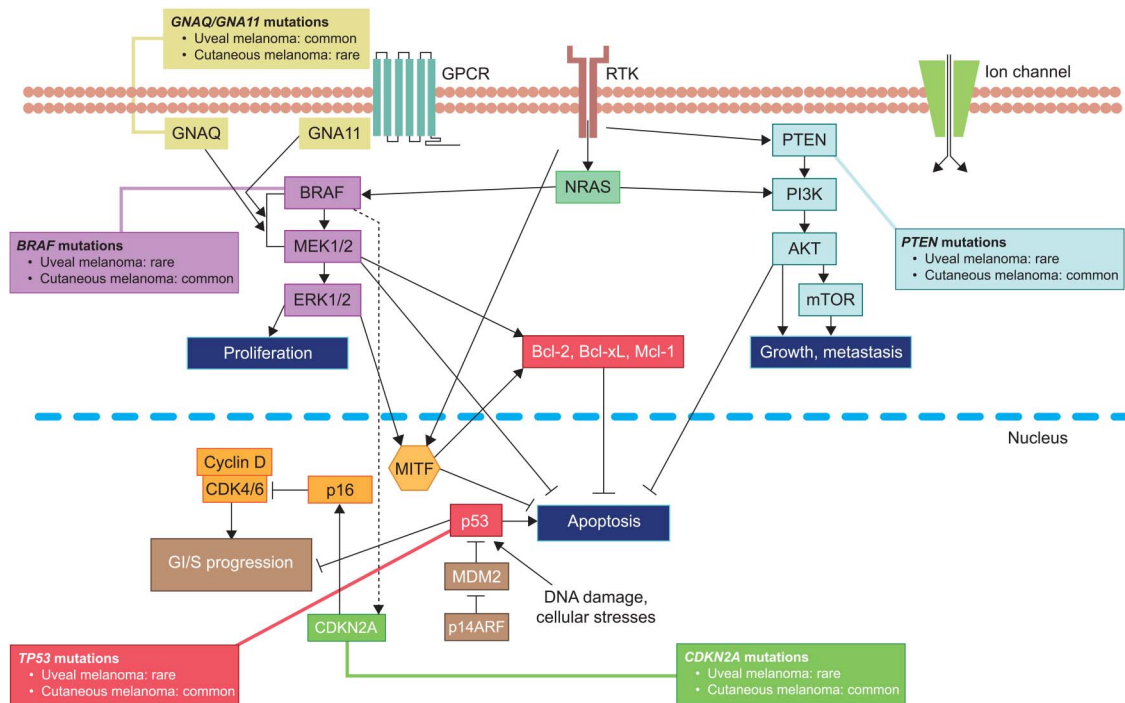 GNAQ/GNA11 mutations
• Uveal melanoma: common
• Cutaneous melanoma: rare
GPCR
RTK
Ion channel
GNAQ
GNA11
PTEN
BRAF
NRAS
PI3K
BRAF mutations
• Uveal melanoma: rare
• Cutaneous melanoma: common
MEK1/2
AKT
PTEN mutations
• Uveal melanoma: rare
• Cutaneous melanoma: common
ERK1/2
mTOR
Proliferation
Bcl-2, Bcl-xL, Mcl-1
Growth, metastasis
Nucleus
Cyclin D
CDK4/6
p16
MITF
p53
Apoptosis
GI/S progression
MDM2
DNA damage,
cellular stresses
CDKN2A
p14ARF
TP53 mutations
• Uveal melanoma: rare
• Cutaneous melanoma: common
CDKN2A mutations
• Uveal melanoma: rare
• Cutaneous melanoma: common